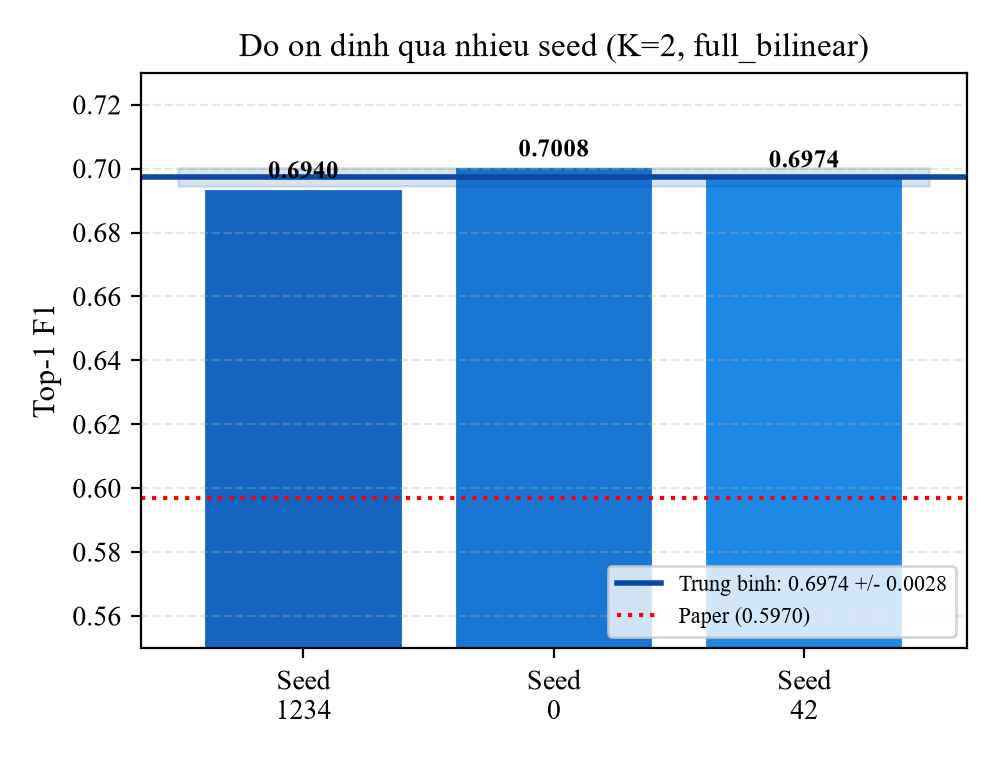 Do on dinh qua nhieu seed (K=2, full_bilinear)
Top-1 F1
0.72
0.70
0.68
0.66
0.64
0.62
0.60
0.58
0.56
0.6940
0.7008
0.6974
Trung binh: 0.6974 +/- 0.0028
Paper (0.5970)
Seed
1234
Seed
0
Seed
42